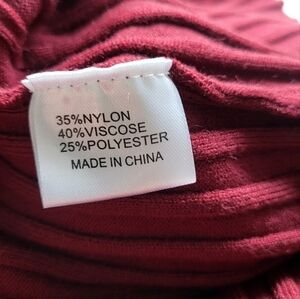 35%NYLON
40%VISCOSE
25%POLYESTER
MADE IN CHINA